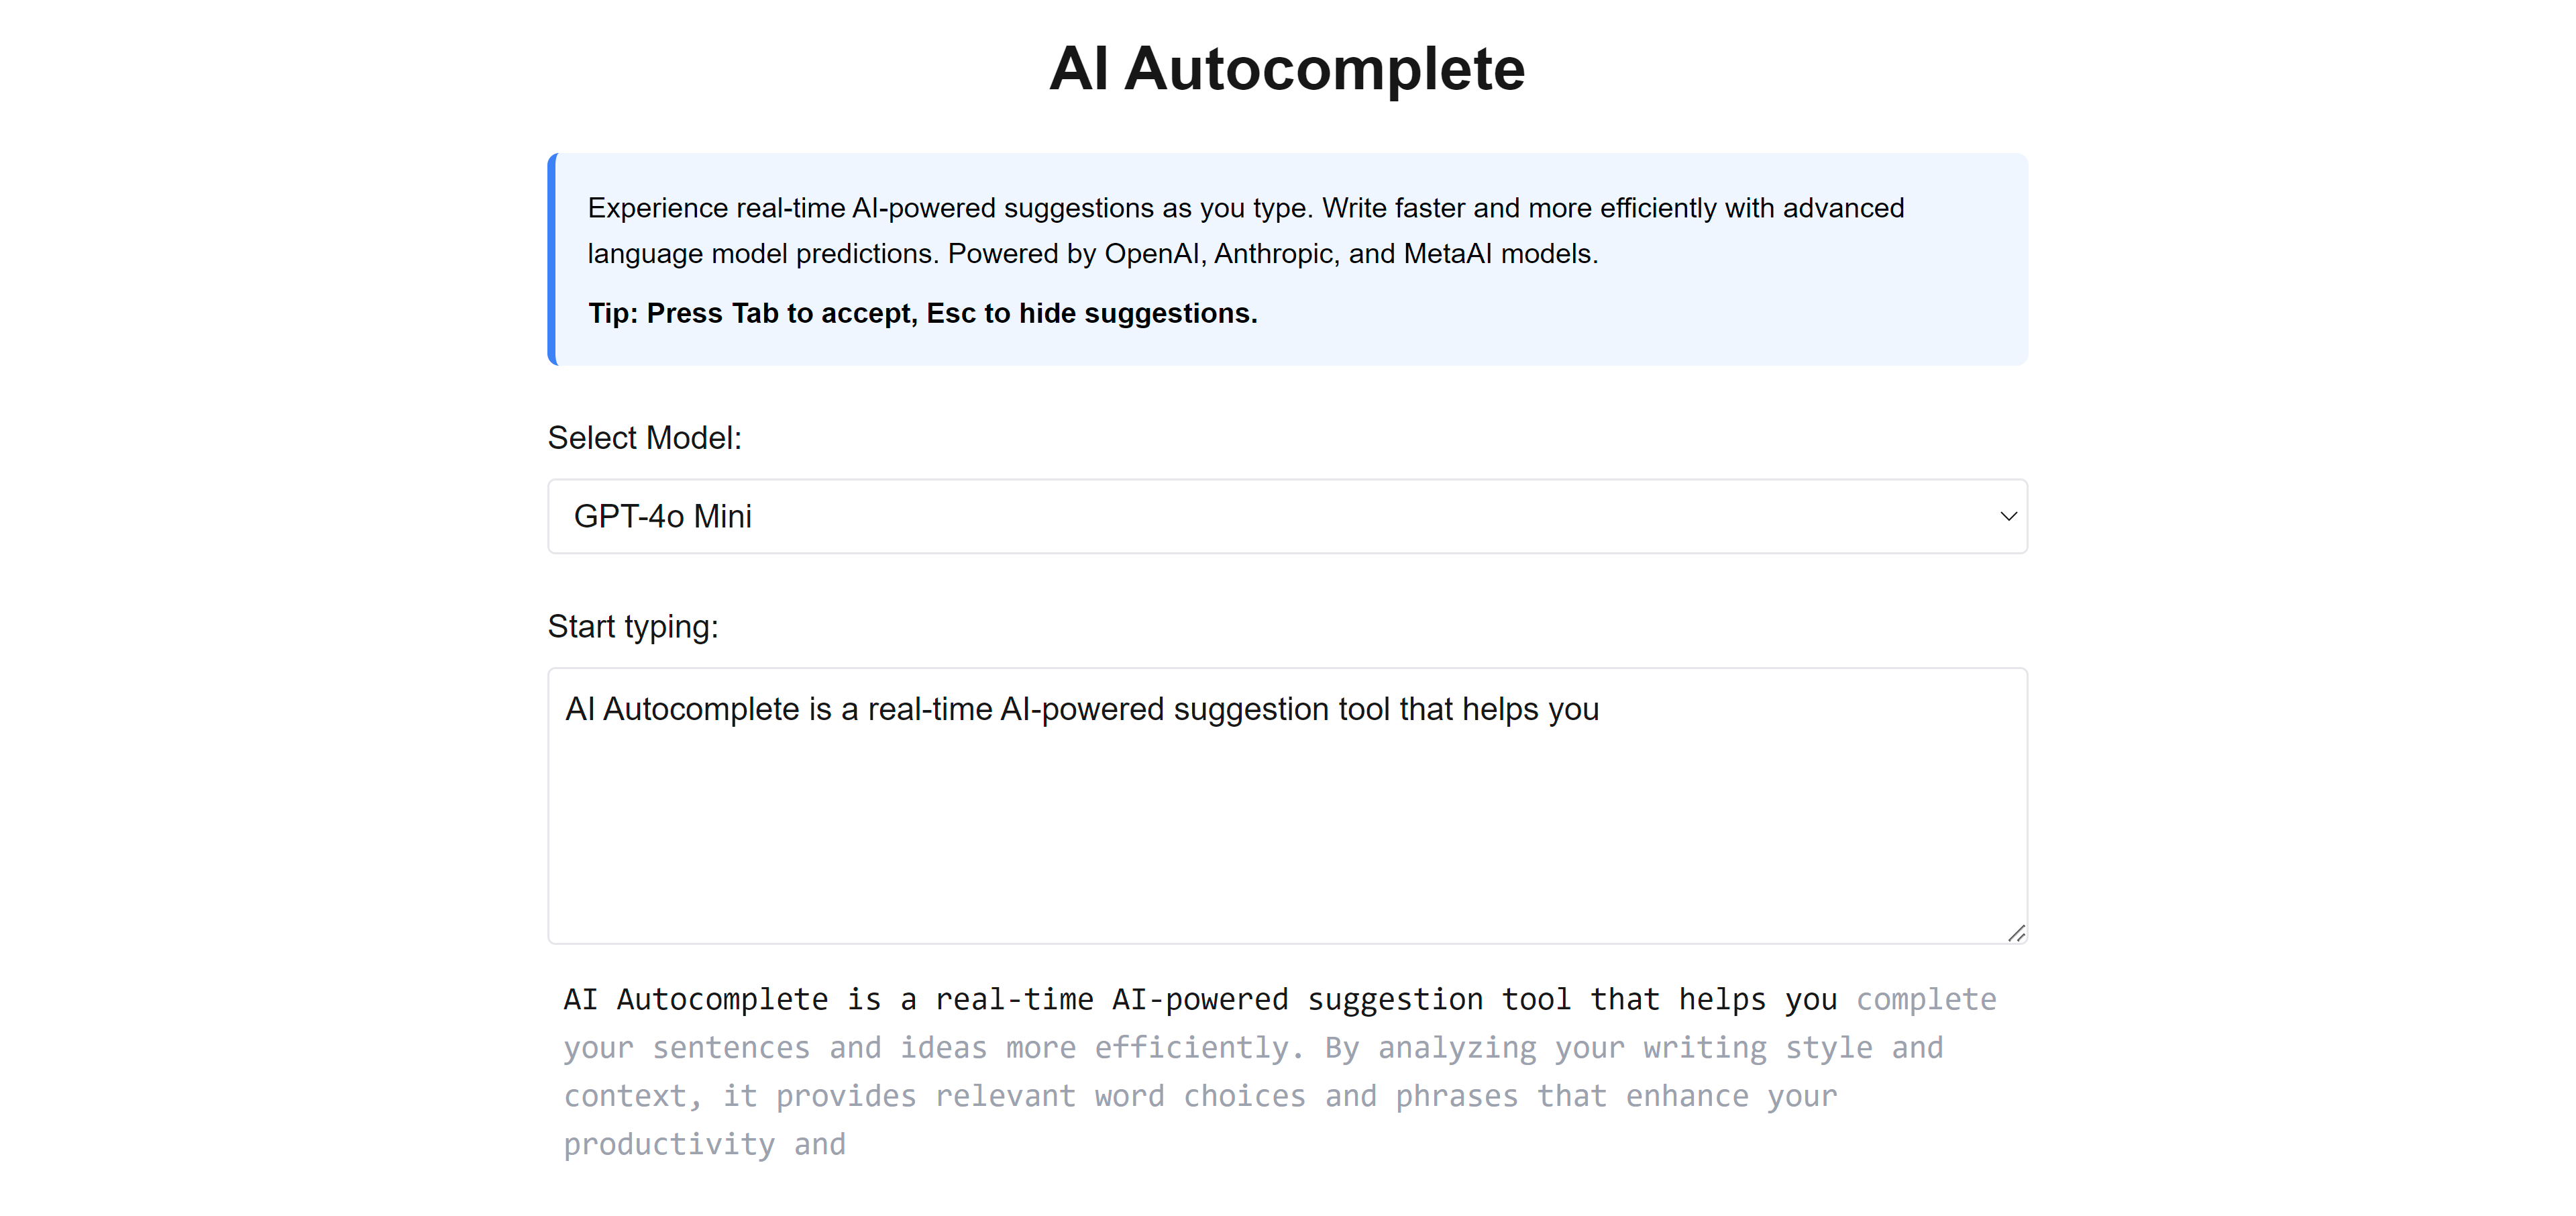 AI Autocomplete
Experience real-time AI-powered suggestions as you type. Write faster and more efficiently with advanced
language model predictions. Powered by OpenAI, Anthropic, and MetaAI models.
Tip: Press Tab to accept, Esc to hide suggestions.
Select Model:
GPT-4o Mini
Start typing:
AI Autocomplete is a real-time AI-powered suggestion tool that helps you
AI Autocomplete is a real-time AI-powered suggestion tool that helps you complete
your sentences and ideas more efficiently. By analyzing your writing style and
context, it provides relevant word choices and phrases that enhance your
productivity and